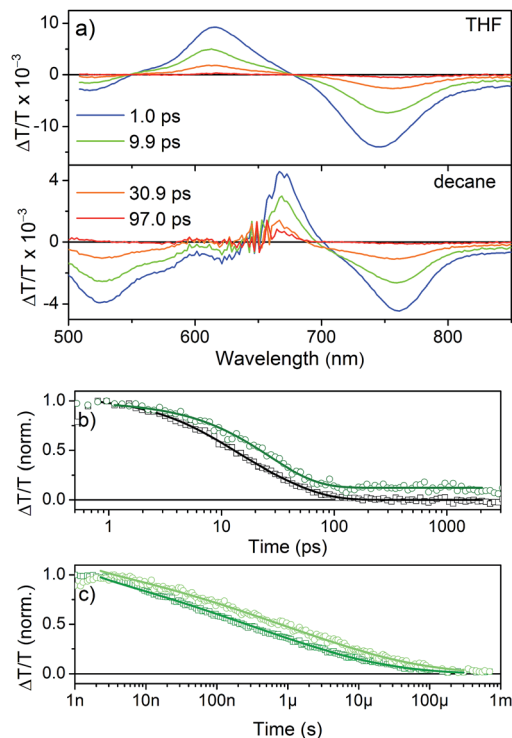 a)
THF
10
0
-10
ΔT/T x 10⁻³
1.0 ps
9.9 ps
decane
4
0
-4
ΔT/T x 10⁻³
30.9 ps
97.0 ps
500 600 700 800
Wavelength (nm)
b)
1.0
0.5
0.0
ΔT/T (norm.)
1 10 100 1000
Time (ps)
c)
1.0
0.5
0.0
ΔT/T (norm.)
1n 10n 100n 1µ 10µ 100µ 1m
Time (s)